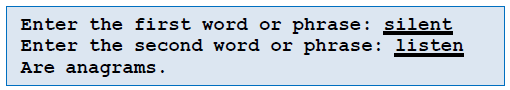 Enter the first word or phrase: silent
Enter the second word or phrase: listen
Are anagrams.